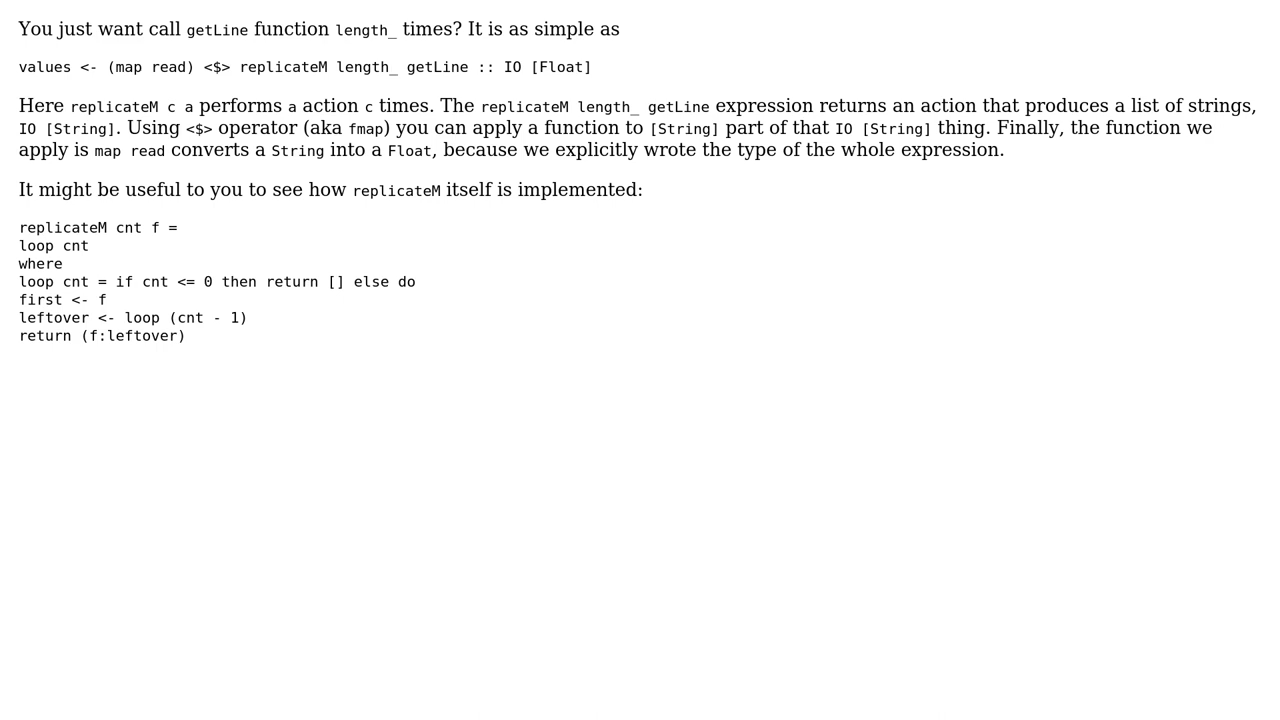 You just want call getLine function length_ times? It is as simple as
values <- (map read) <$> replicateM length_ getLine :: IO [Float]
Here replicateM c a performs a action c times. The replicateM length_ getLine expression returns an action that produces a list of strings,
IO [String]. Using <$> operator (aka fmap) you can apply a function to [String] part of that IO [String] thing. Finally, the function we
apply is map read converts a String into a Float, because we explicitly wrote the type of the whole expression.
It might be useful to you to see how replicateM itself is implemented:
replicateM cnt f =
loop cnt
where
loop cnt = if cnt <= 0 then return [] else do
first <- f
leftover <- loop (cnt - 1)
return (f:leftover)